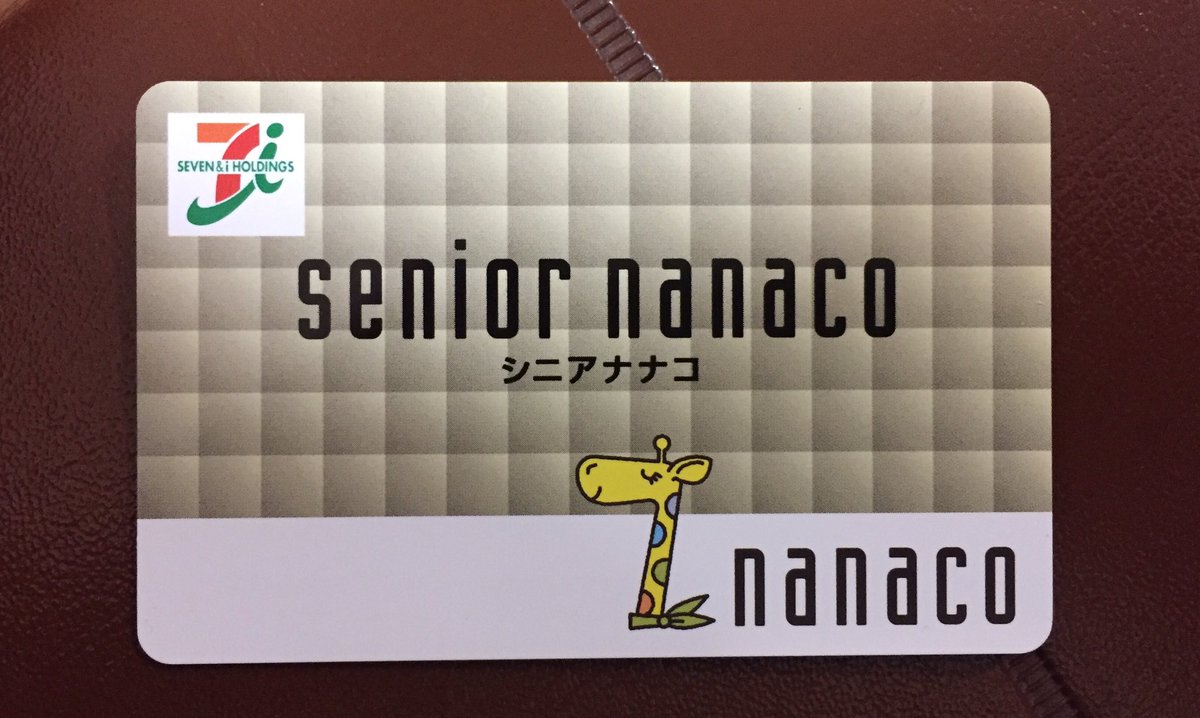 SEVEN & i HOLDINGS
senior nanaco
シニアナナコ
nanaco